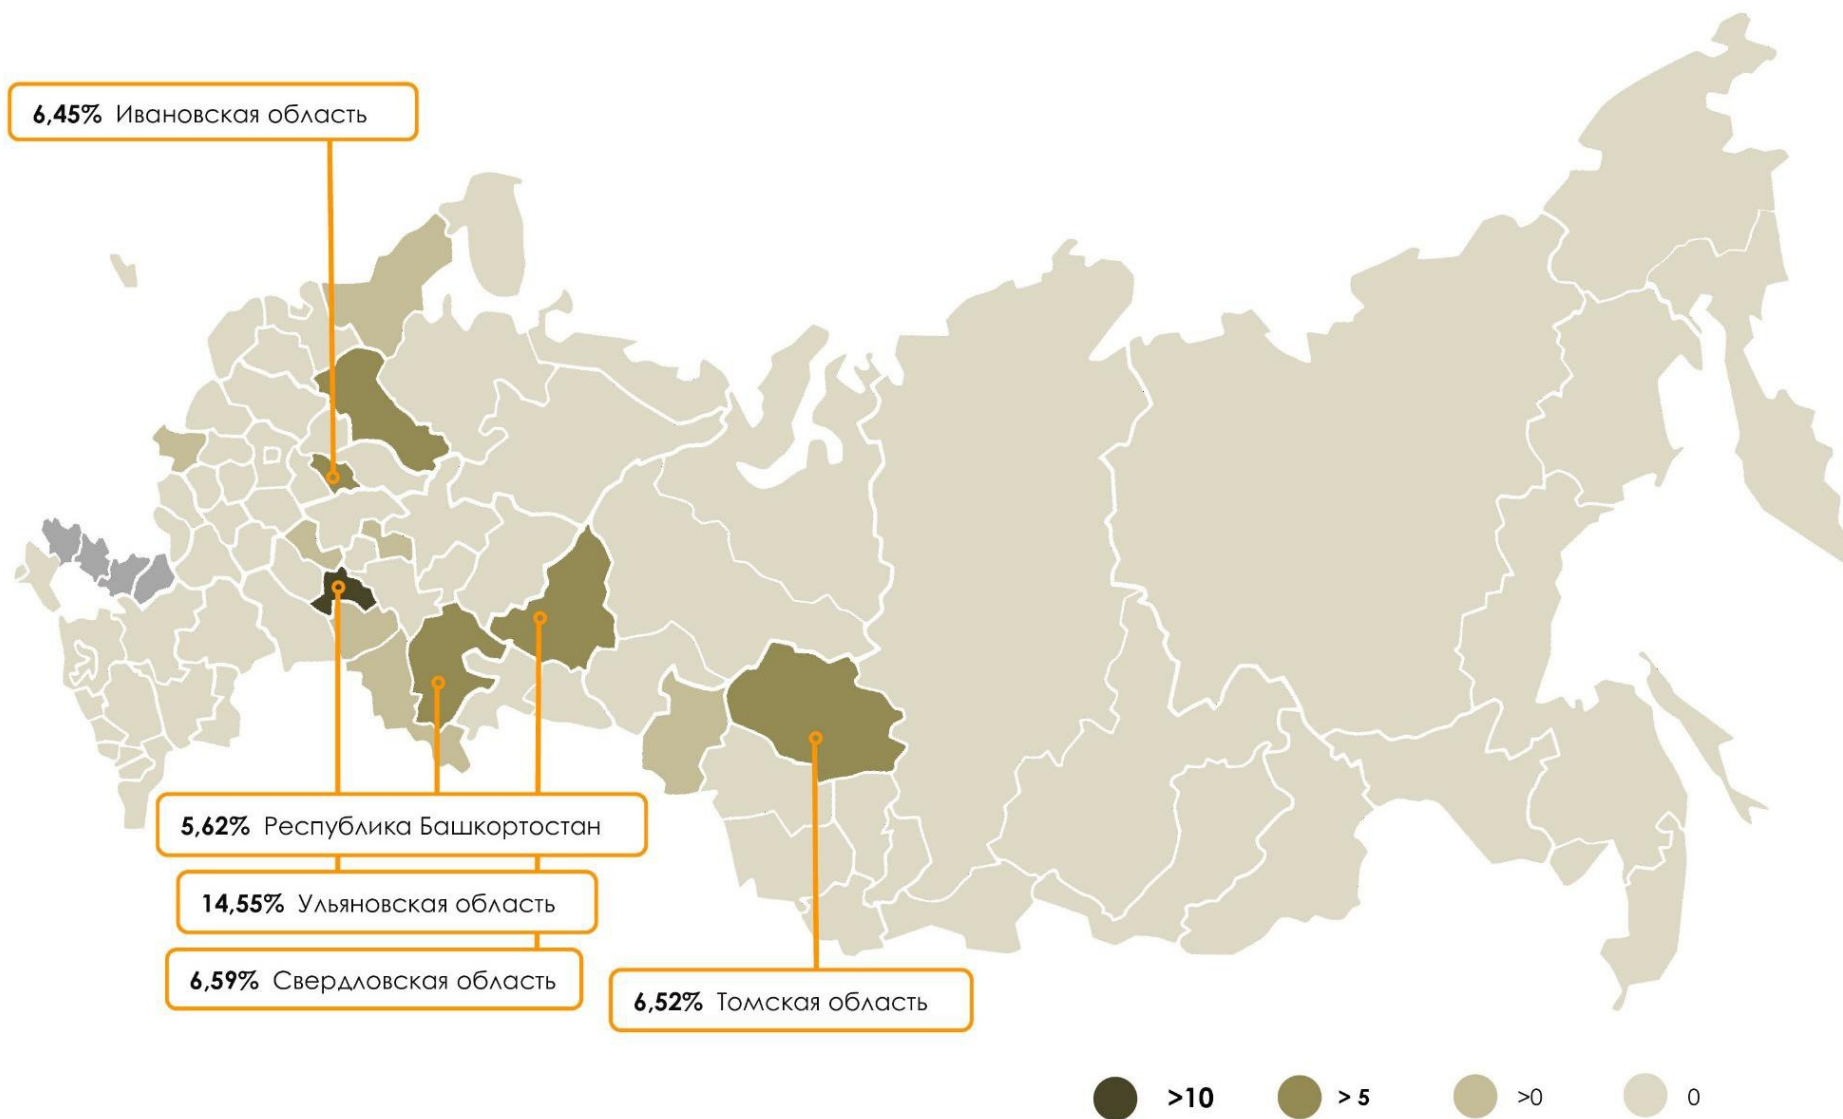 6,45% Ивановская область
5,62% Республика Башкортостан
14,55% Ульяновская область
6,59% Свердловская область
6,52% Томская область
>10 > 5 >0 0